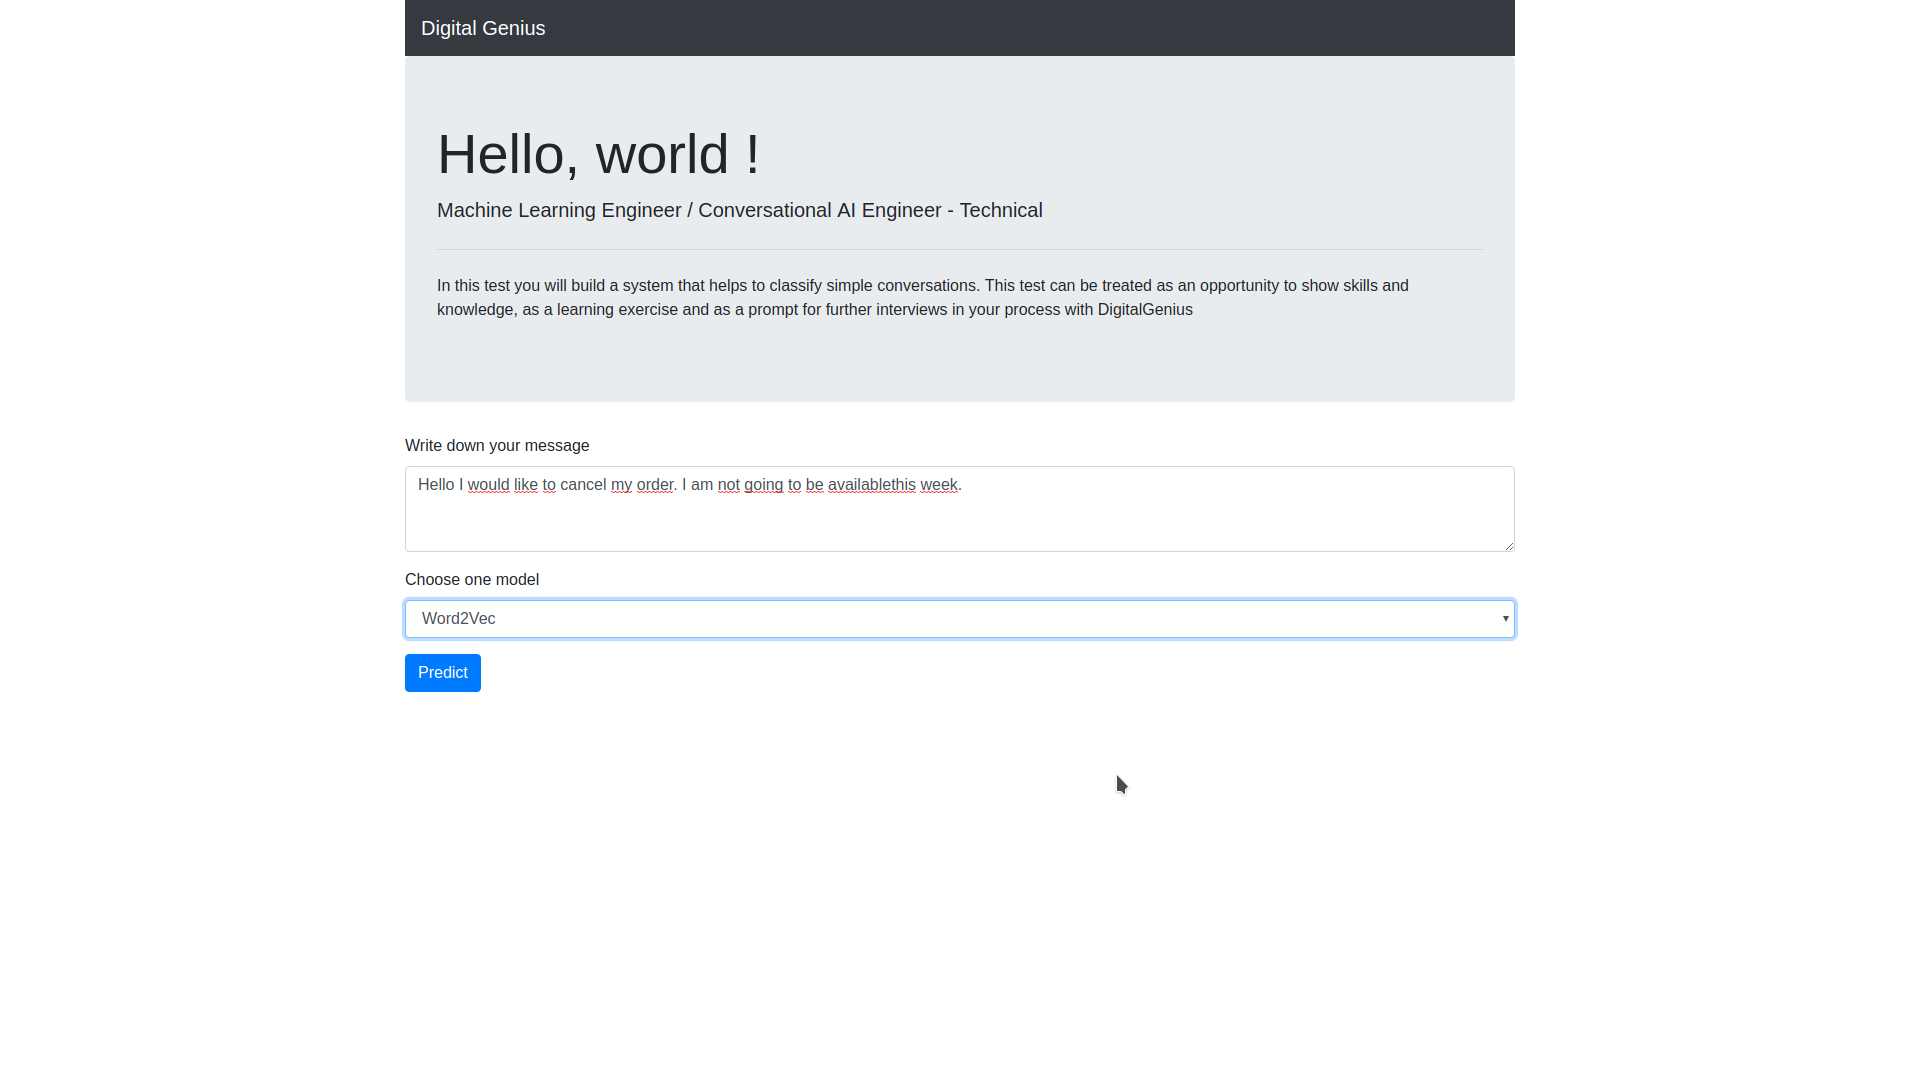 Digital Genius
Hello, world !
Machine Learning Engineer / Conversational AI Engineer - Technical
In this test you will build a system that helps to classify simple conversations. This test can be treated as an opportunity to show skills and
knowledge, as a learning exercise and as a prompt for further interviews in your process with DigitalGenius
Write down your message
Hello I would like to cancel my order. I am not going to be availablethis week.
Choose one model
Word2Vec
Predict